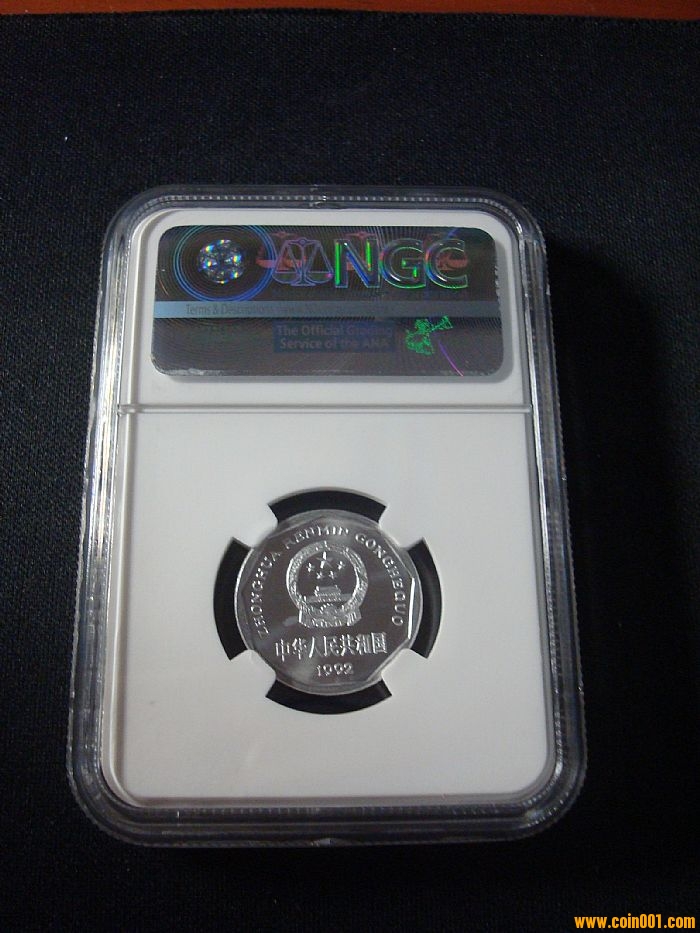 NGC
Terms & Descriptions
The Official Grading
Service of the ANA
ZHONGHUA RENMIN GONGHEGUO
中华人民共和国
1992
www.coin001.com